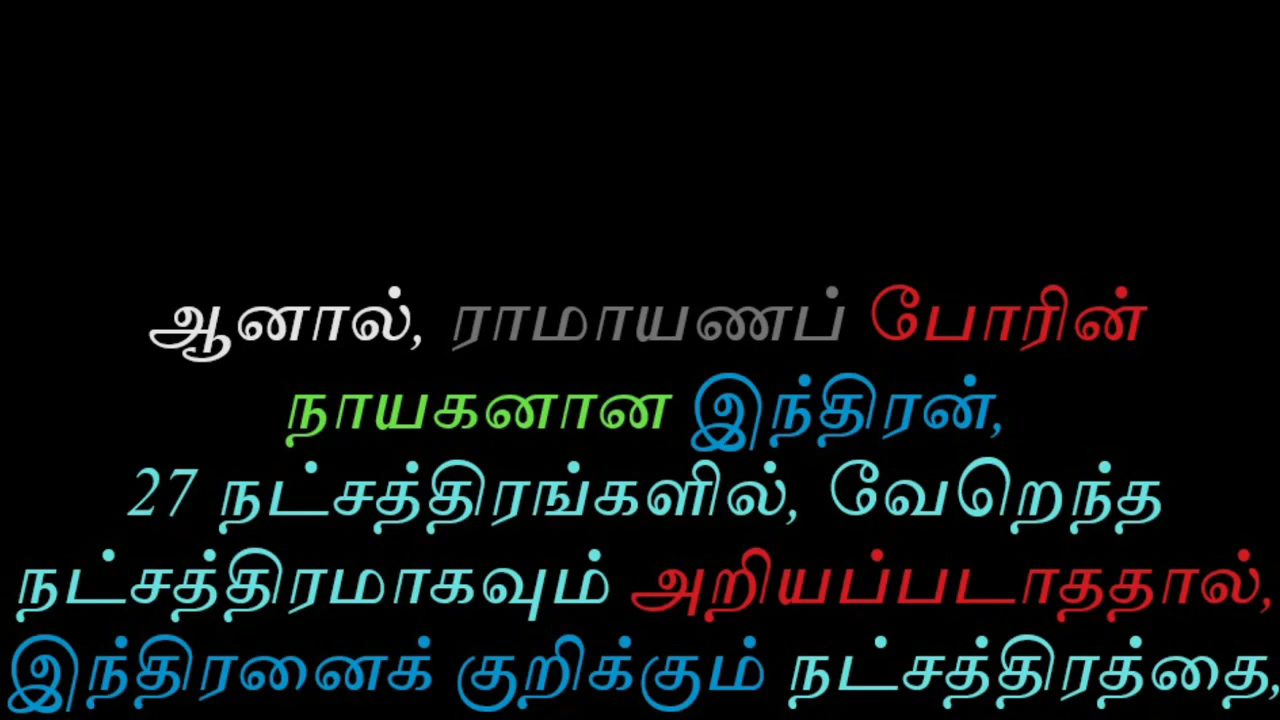 ஆனால், ராமாயணப் போரின்
நாயகனான இந்திரன்,
27 நட்சத்திரங்களில், வேறெந்த
நட்சத்திரமாகவும் அறியப்படாததால்,
இந்திரனைக் குறிக்கும் நட்சத்திரத்தை,